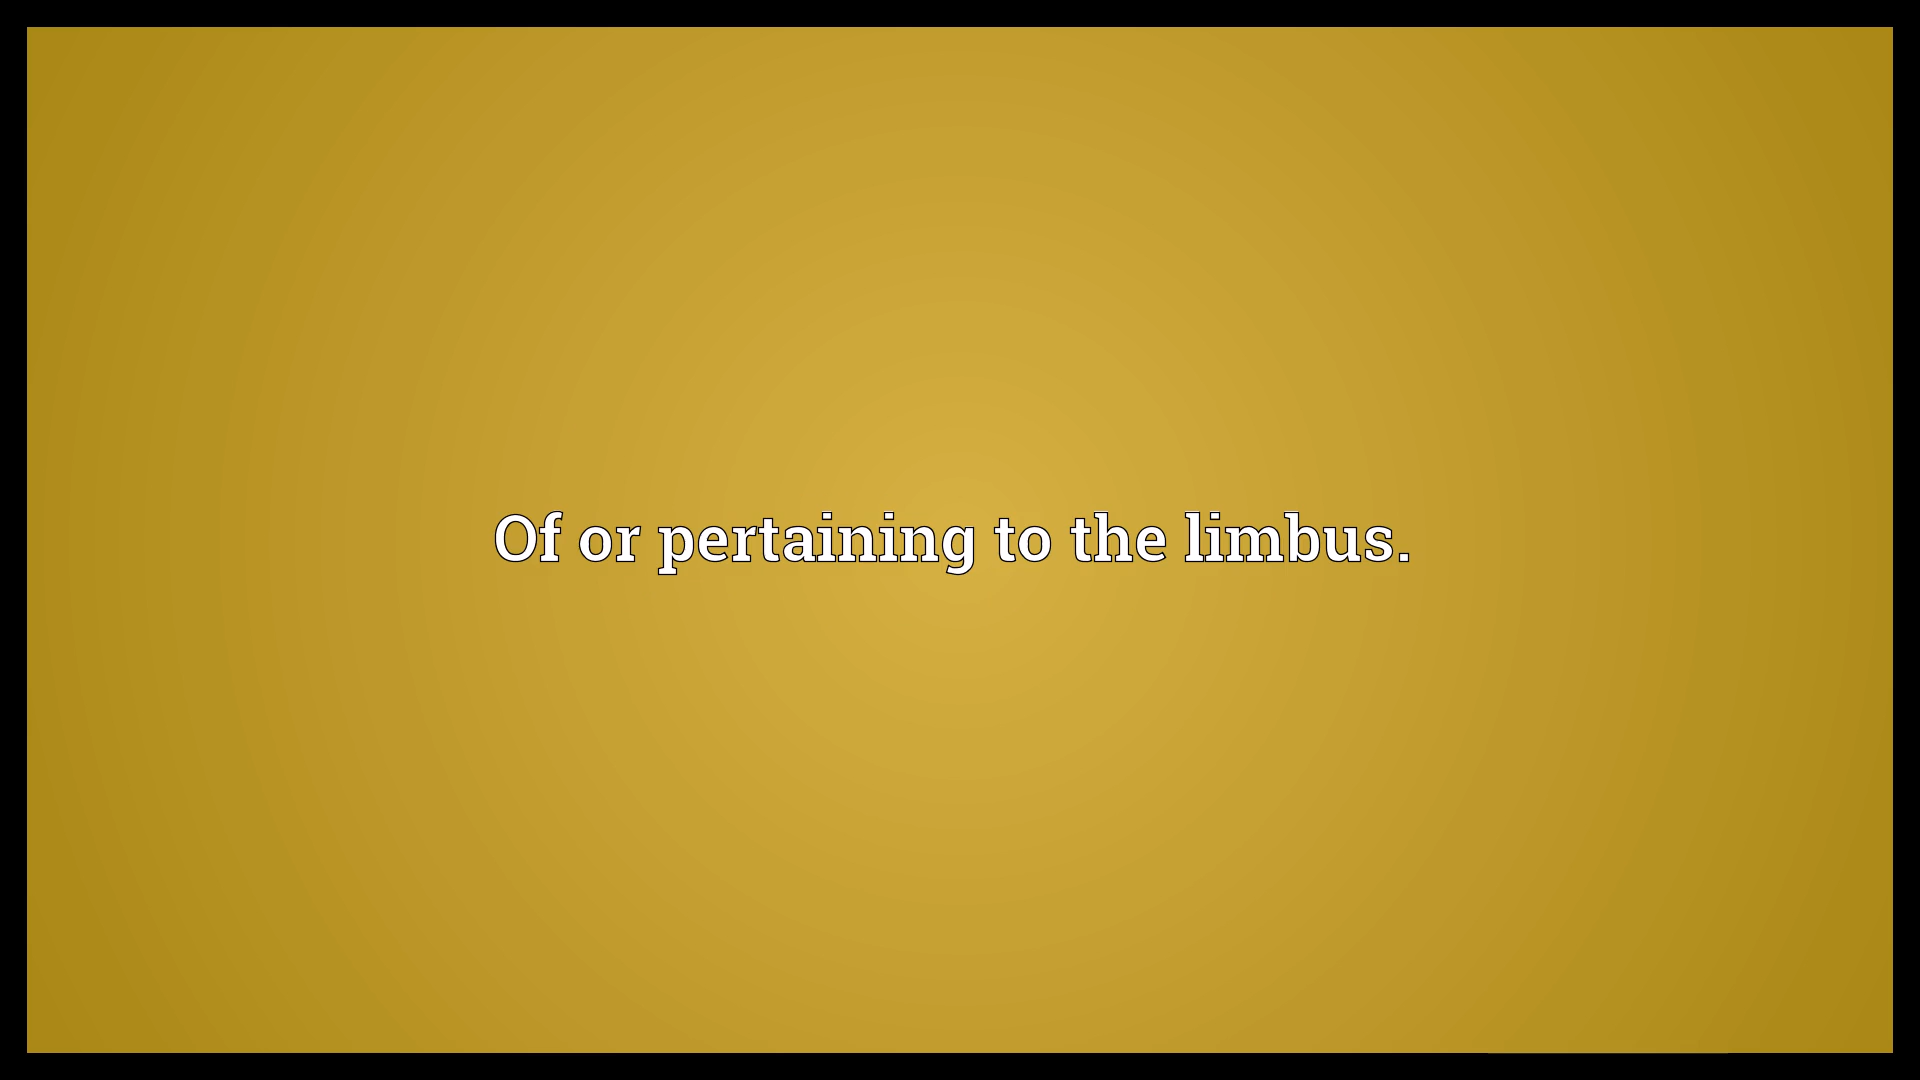 Of or pertaining to the limbus.